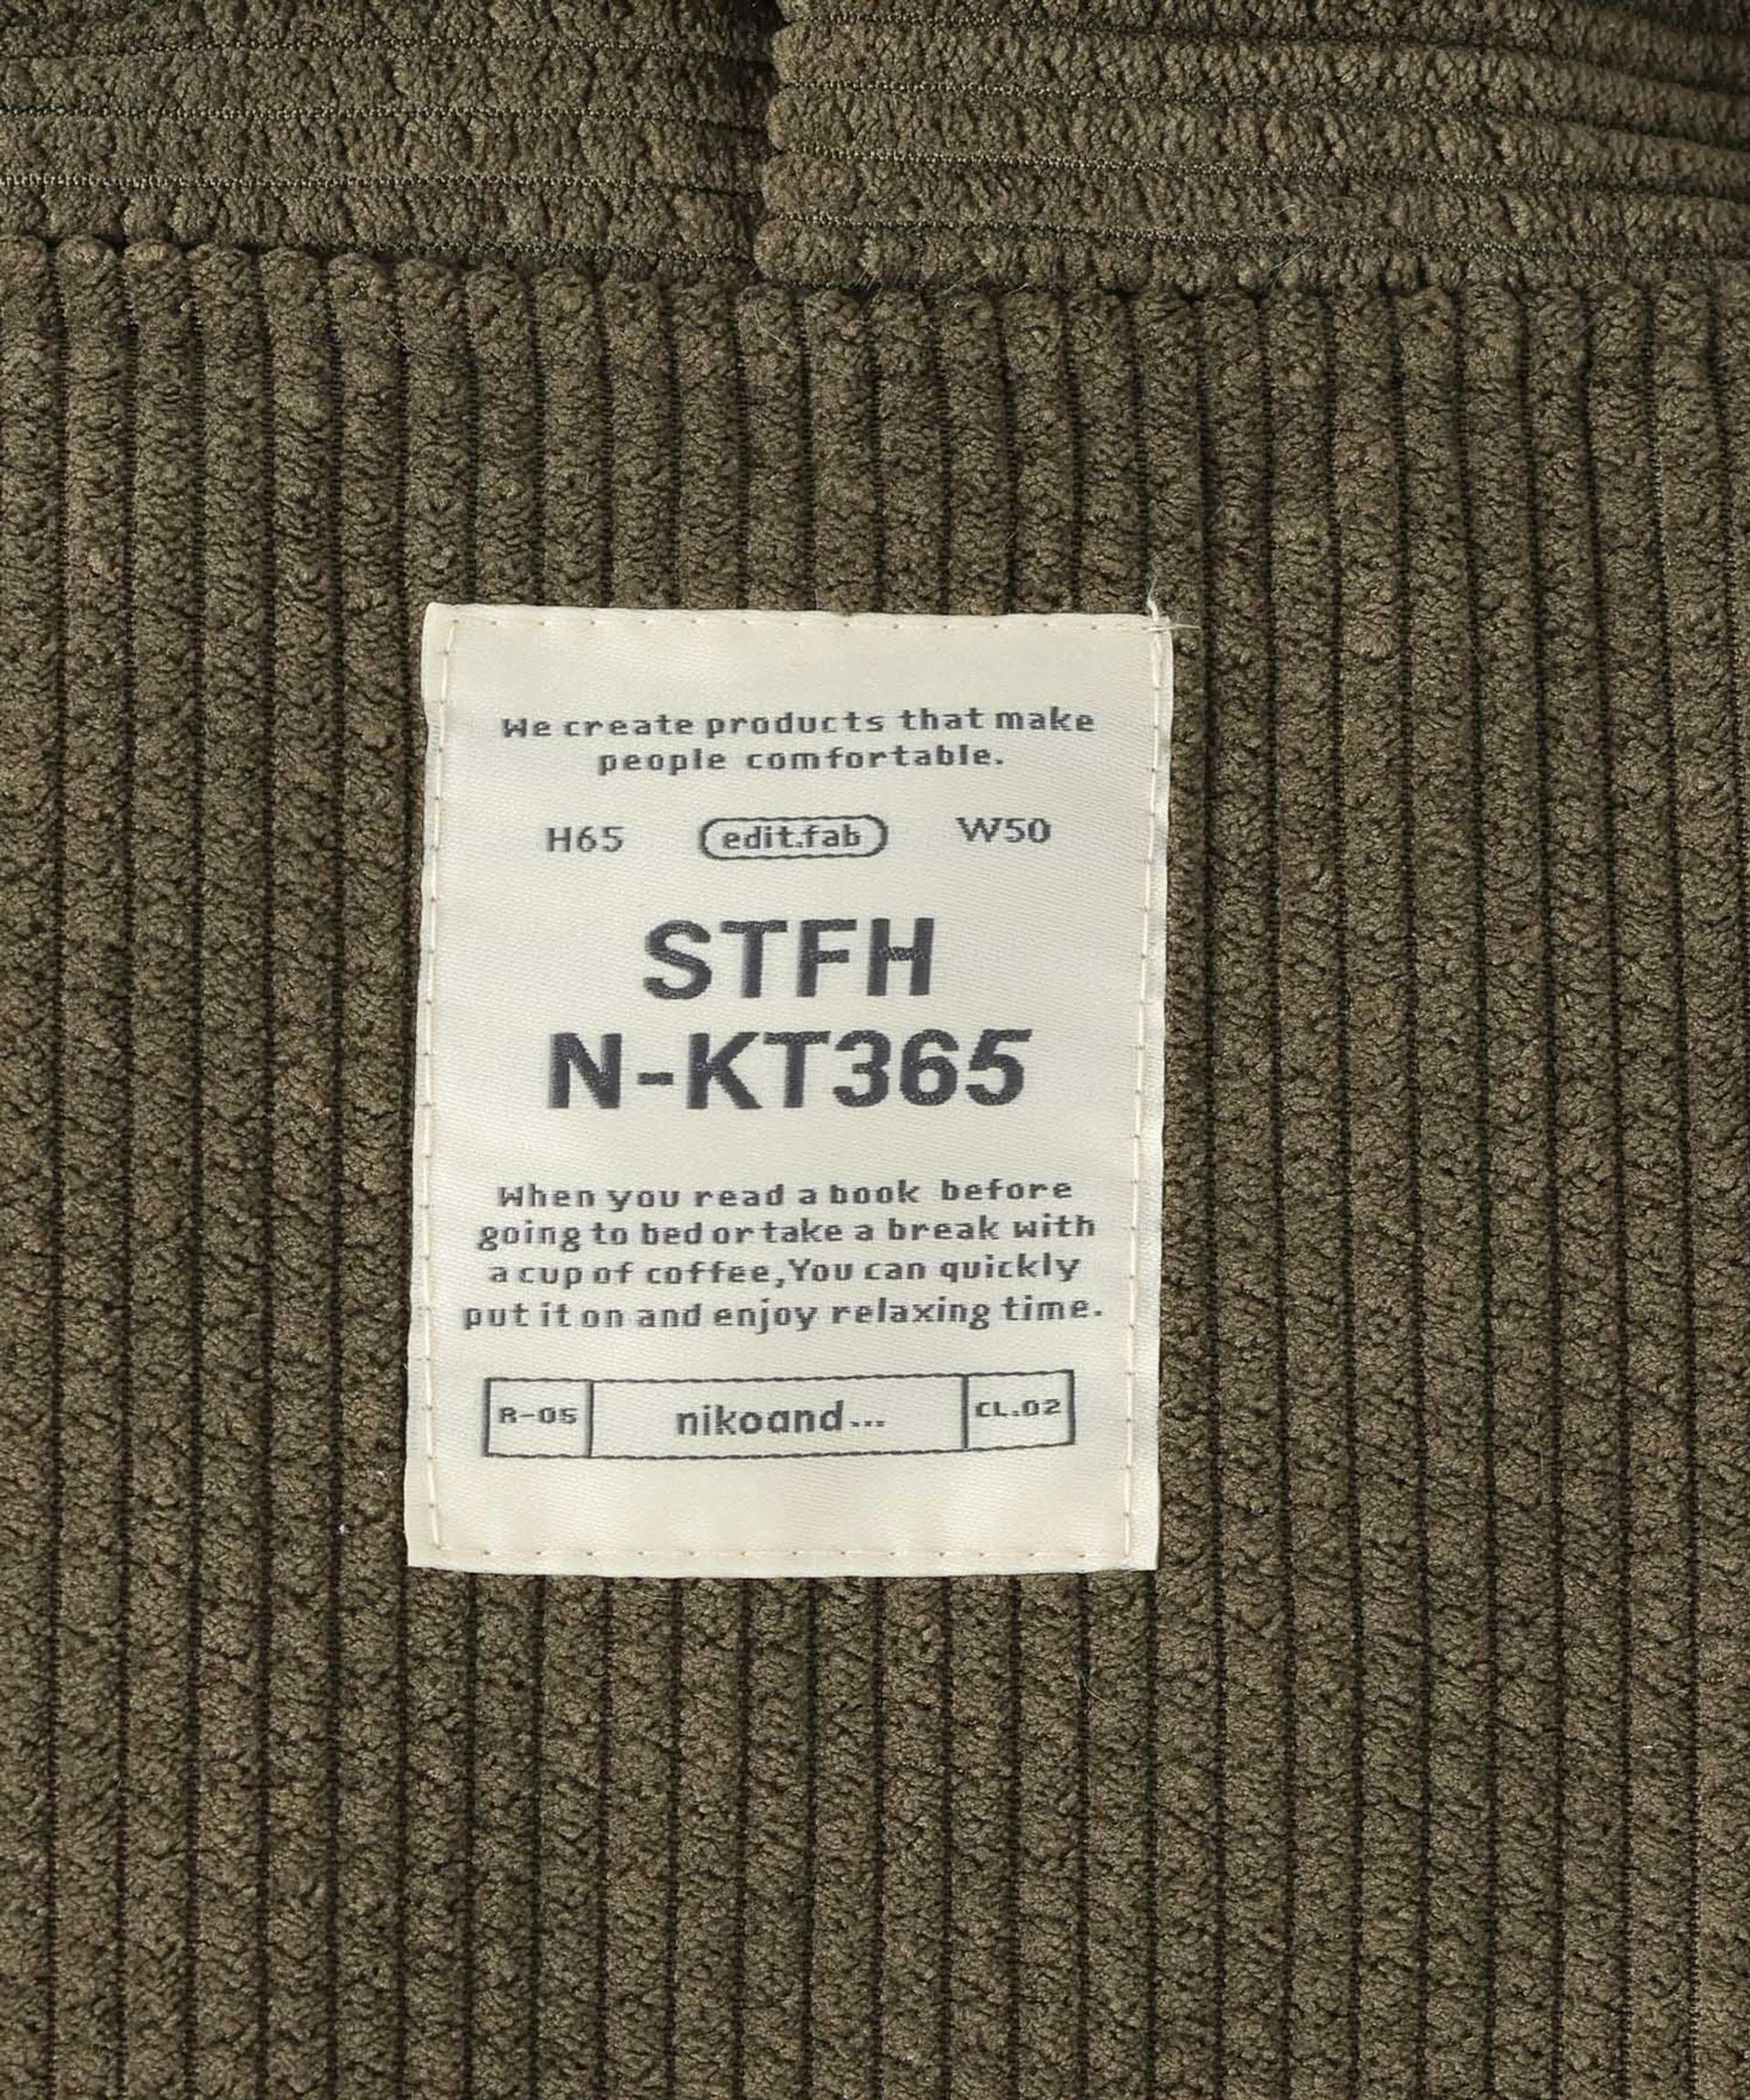 We create products that make
people comfortable.
H65 edit.fab W50
STFH
N-KT365
When you read a book before
going to bed or take a break with
a cup of coffee,You can quickly
put it on and enjoy relaxing time.
R-05 nikoand... CL.02